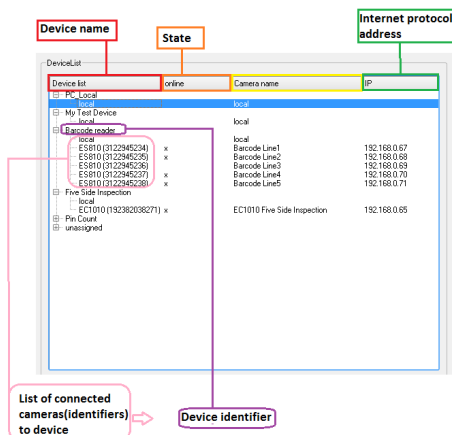 Device name
State
Internet protocol
address
DeviceList
Device list online Camera name IP
PC_Local
local local
My Test Device
local local
Barcode reader
local
ES810 (3122945234) x Barcode Line1 192.168.0.67
ES810 (3122945235) x Barcode Line2 192.168.0.68
ES810 (3122945236) x Barcode Line3 192.168.0.69
ES810 (3122945237) x Barcode Line4 192.168.0.70
ES810 (3122945238) x Barcode Line5 192.168.0.71
Five Side Inspection
local
EC1010 (192382038271) x EC1010 Five Side Inspection 192.168.0.65
Pin Count
unassigned
List of connected
cameras(identifiers)
to device
Device identifier